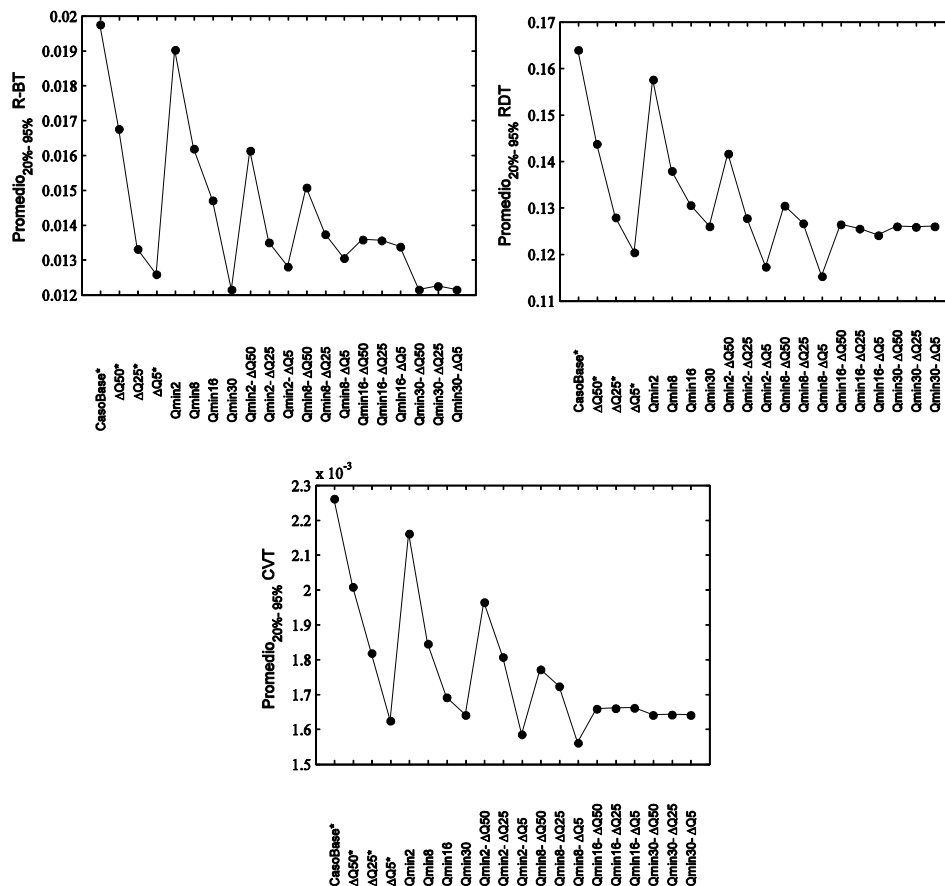 0.02
0.019
0.018
0.017
0.016
0.015
0.014
0.013
0.012
Promedio20%- 95% R-BT
CasoBase*
ΔQ50*
ΔQ25*
ΔQ5*
Qmin2
Qmin8
Qmin16
Qmin30
Qmin2- ΔQ50
Qmin2- ΔQ25
Qmin2- ΔQ5
Qmin8- ΔQ50
Qmin8- ΔQ25
Qmin8- ΔQ5
Qmin16- ΔQ50
Qmin16- ΔQ25
Qmin16- ΔQ5
Qmin30- ΔQ50
Qmin30- ΔQ25
Qmin30- ΔQ5
0.17
0.16
0.15
0.14
0.13
0.12
0.11
Promedio20%- 95% RDT
CasoBase*
ΔQ50*
ΔQ25*
ΔQ5*
Qmin2
Qmin8
Qmin16
Qmin30
Qmin2- ΔQ50
Qmin2- ΔQ25
Qmin2- ΔQ5
Qmin8- ΔQ50
Qmin8- ΔQ25
Qmin8- ΔQ5
Qmin16- ΔQ50
Qmin16- ΔQ25
Qmin16- ΔQ5
Qmin30- ΔQ50
Qmin30- ΔQ25
Qmin30- ΔQ5
x 10-3
2.3
2.2
2.1
2
1.9
1.8
1.7
1.6
1.5
Promedio20%- 95% CVT
CasoBase*
ΔQ50*
ΔQ25*
ΔQ5*
Qmin2
Qmin8
Qmin16
Qmin30
Qmin2- ΔQ50
Qmin2- ΔQ25
Qmin2- ΔQ5
Qmin8- ΔQ50
Qmin8- ΔQ25
Qmin8- ΔQ5
Qmin16- ΔQ50
Qmin16- ΔQ25
Qmin16- ΔQ5
Qmin30- ΔQ50
Qmin30- ΔQ25
Qmin30- ΔQ5